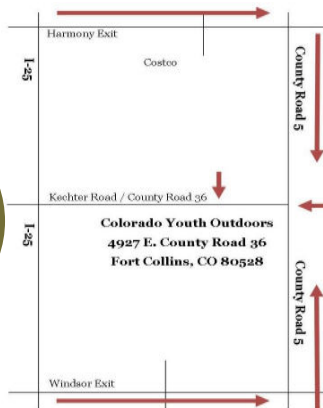 Harmony Exit
Costco
I-25
County Road 5
Kechter Road / County Road 36
Colorado Youth Outdoors
4927 E. County Road 36
Fort Collins, CO 80528
I-25
County Road 5
Windsor Exit